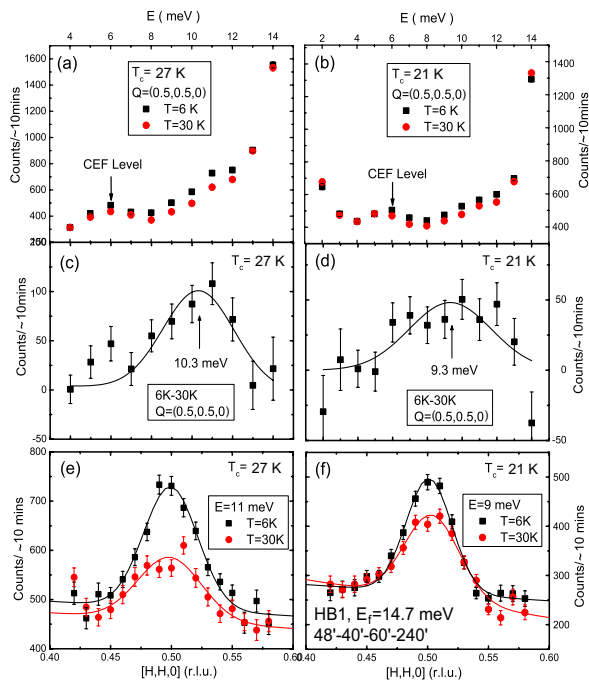 E ( meV)
E ( meV)
4 6 8 10 12 14
2 4 6 8 10 12 14
(a)
T_c = 27 K
Q=(0.5,0.5,0)
T=6 K
T=30 K
CEF Level
Counts/~10mins
1600
1400
1200
1000
800
600
400
200
(b)
T_c = 21 K
Q=(0.5,0.5,0)
T=6 K
T=30 K
CEF Level
Counts/~10mins
1400
1200
1000
800
600
400
(c)
T_c = 27 K
10.3 meV
6K-30K
Q=(0.5,0.5,0)
Counts/~ 10mins
100
50
0
-50
(d)
T_c = 21 K
9.3 meV
6K-30K
Q=(0.5,0.5,0)
Counts/~10mins
50
0
-50
(e)
T_c = 27 K
E=11 meV
T=6K
T=30K
Counts/ ~10 mins
800
700
600
500
400
(f)
T_c = 21 K
E=9 meV
T=6K
T=30K
HB1, E_f=14.7 meV
48'-40'-60'-240'
Counts/ ~10 mins
500
400
300
200
0.40 0.45 0.50 0.55 0.60
0.45 0.50 0.55 0.60
[H,H,0] (r.l.u.)
[H,H,0] (r.l.u.)